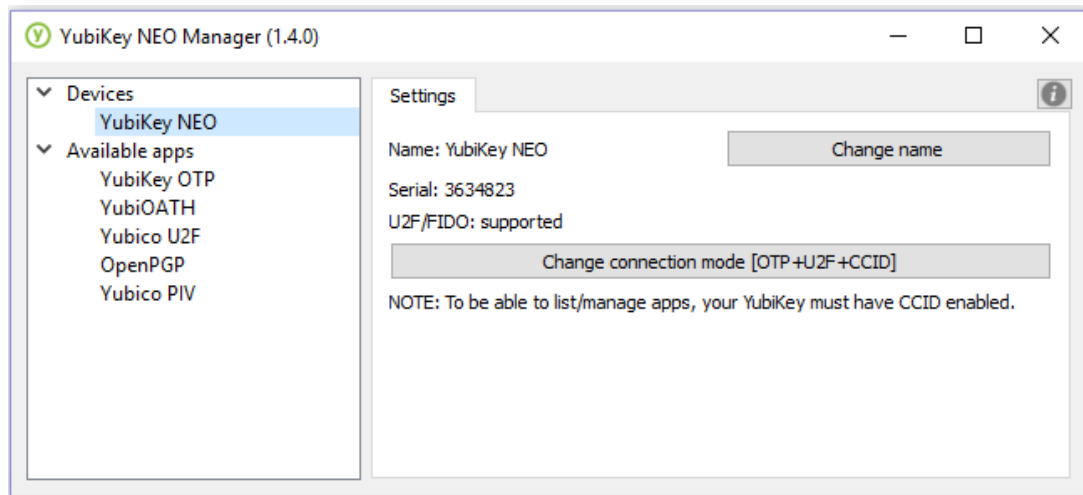 YubiKey NEO Manager (1.4.0)
Devices
YubiKey NEO
Available apps
YubiKey OTP
YubiOATH
Yubico U2F
OpenPGP
Yubico PIV
Settings
Name: YubiKey NEO
Change name
Serial: 3634823
U2F/FIDO: supported
Change connection mode [OTP+U2F+CCID]
NOTE: To be able to list/manage apps, your YubiKey must have CCID enabled.